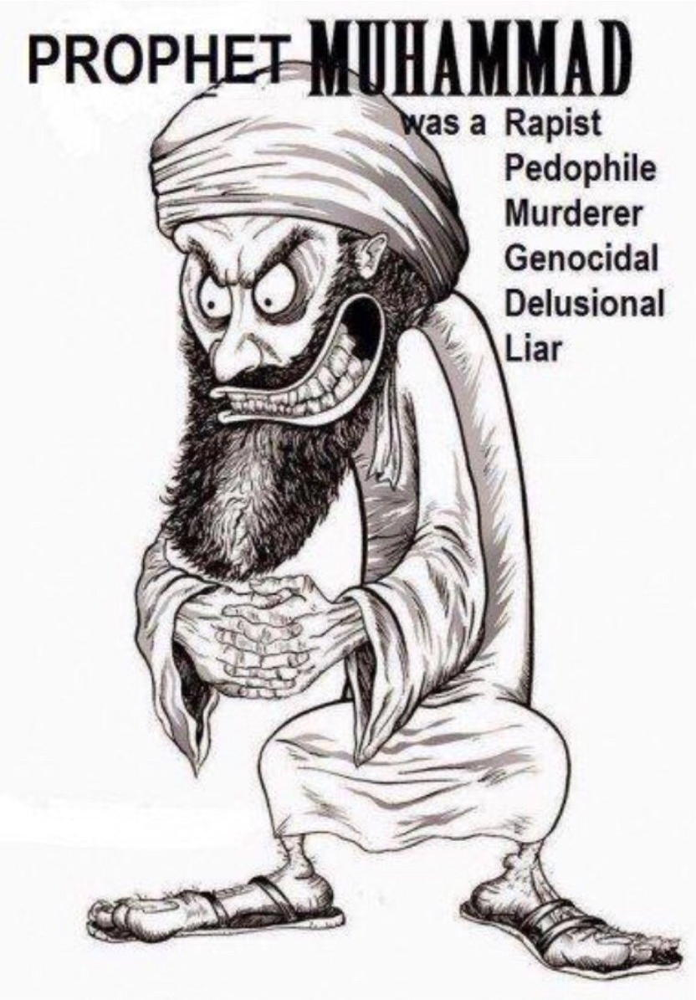 PROPHET MUHAMMAD
was a Rapist
Pedophile
Murderer
Genocidal
Delusional
Liar